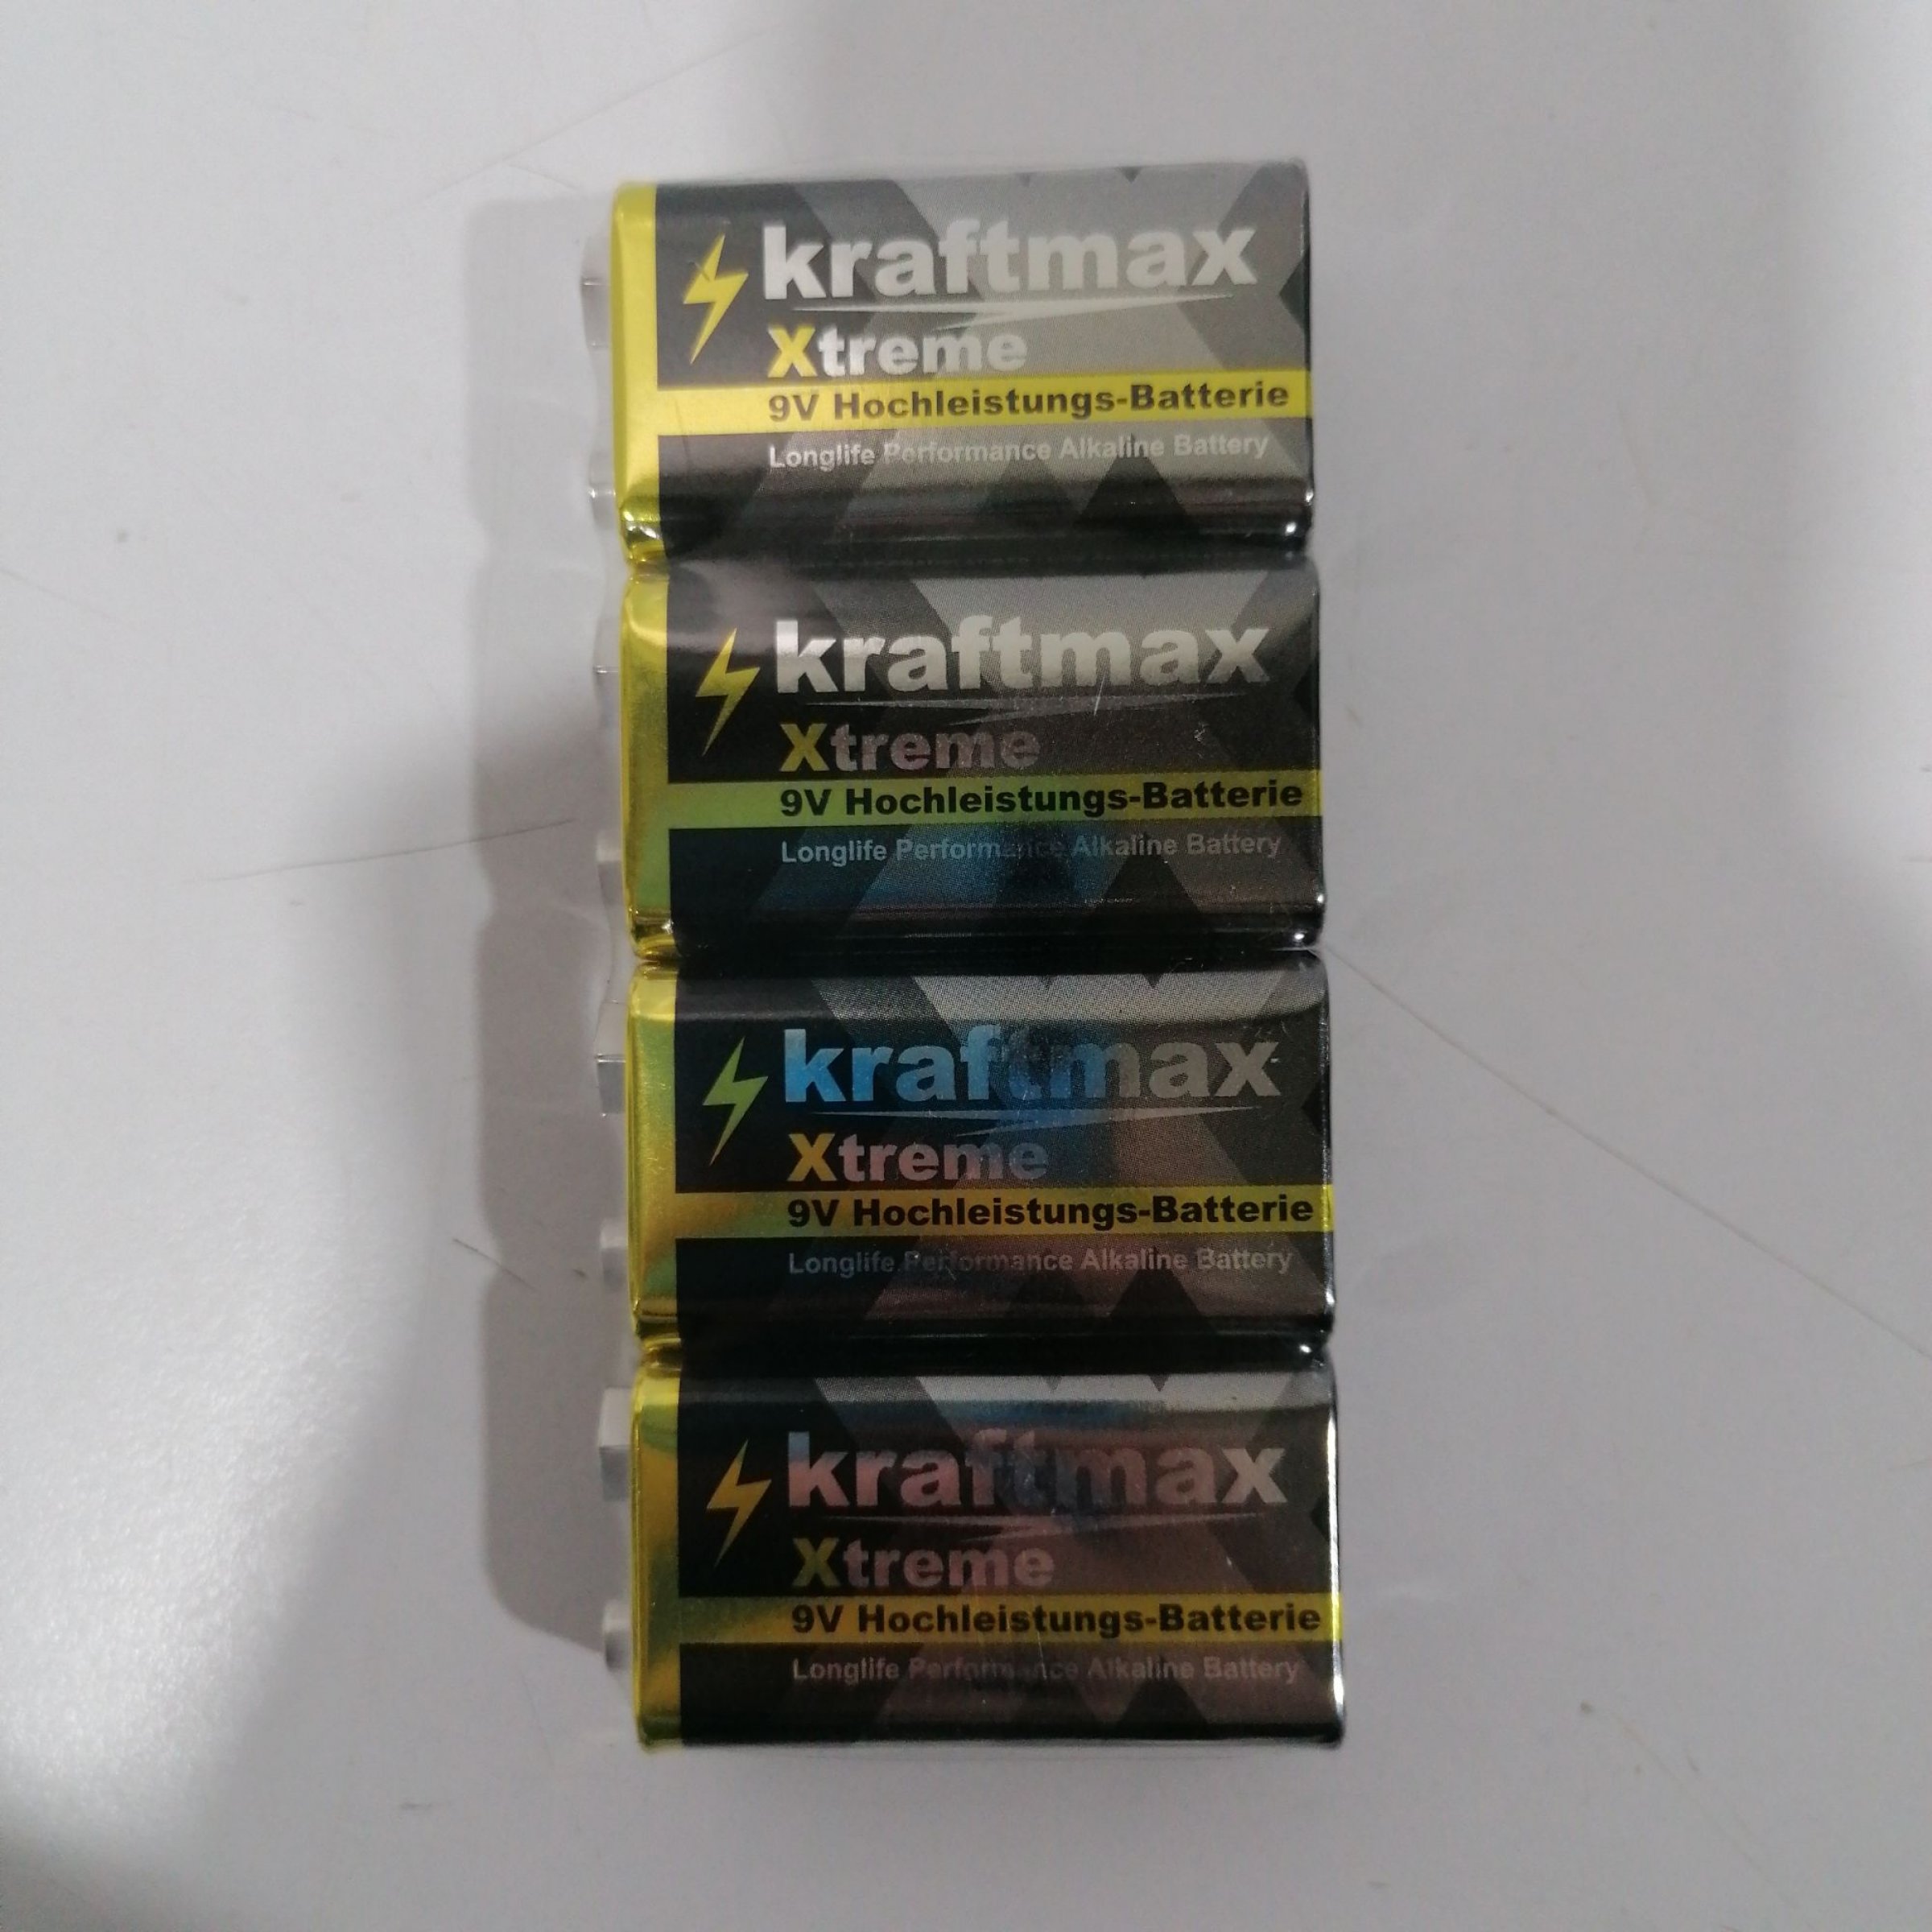 kraftmax
Xtreme
9V Hochleistungs-Batterie
Longlife Performance Alkaline Battery
kraftmax
Xtreme
9V Hochleistungs-Batterie
Longlife Performance Alkaline Battery
kraftmax
Xtreme
9V Hochleistungs-Batterie
Longlife Performance Alkaline Battery
kraftmax
Xtreme
9V Hochleistungs-Batterie
Longlife Performance Alkaline Battery